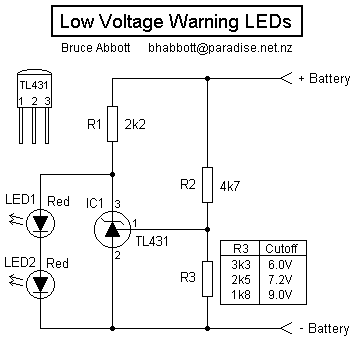 Low Voltage Warning LEDs
Bruce Abbott bhabbott@paradise.net.nz
TL431
1 2 3
+ Battery
R1 2k2
R2 4k7
LED1 Red
IC1 3
1
TL431
2
LED2 Red
R3
R3 Cutoff
3k3 6.0V
2k5 7.2V
1k8 9.0V
- Battery